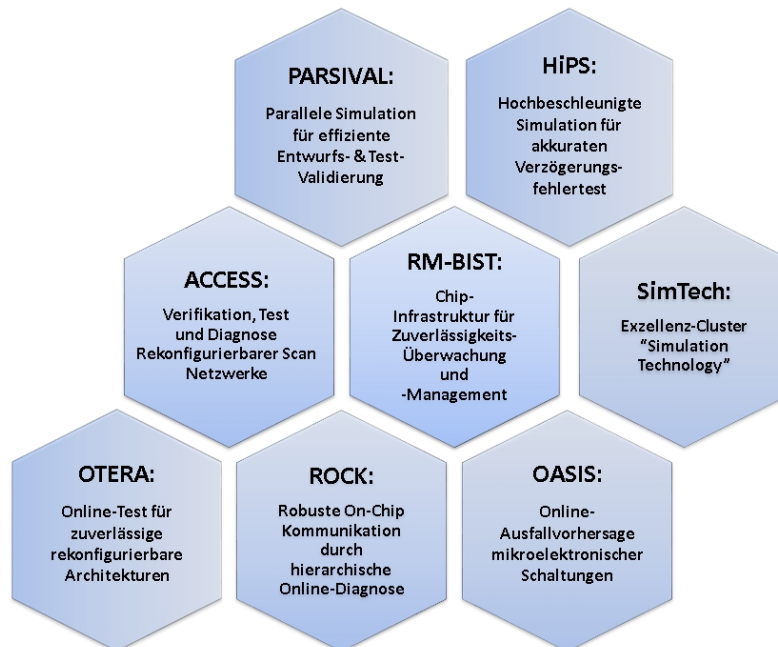 PARSIVAL:
Parallele Simulation
für effiziente
Entwurfs- & Test-
Validierung
HiPS:
Hochbeschleunigte
Simulation für
akkuraten
Verzögerungs-
fehlertest
ACCESS:
Verifikation, Test
und Diagnose
Rekonfigurierbarer Scan
Netzwerke
RM-BIST:
Chip-
Infrastruktur für
Zuverlässigkeits-
Überwachung
und
-Management
SimTech:
Exzellenz-Cluster
“Simulation
Technology”
OTERA:
Online-Test für
zuverlässige
rekonfigurierbare
Architekturen
ROCK:
Robuste On-Chip
Kommunikation
durch
hierarchische
Online-Diagnose
OASIS:
Online-
Ausfallvorhersage
mikroelektronischer
Schaltungen